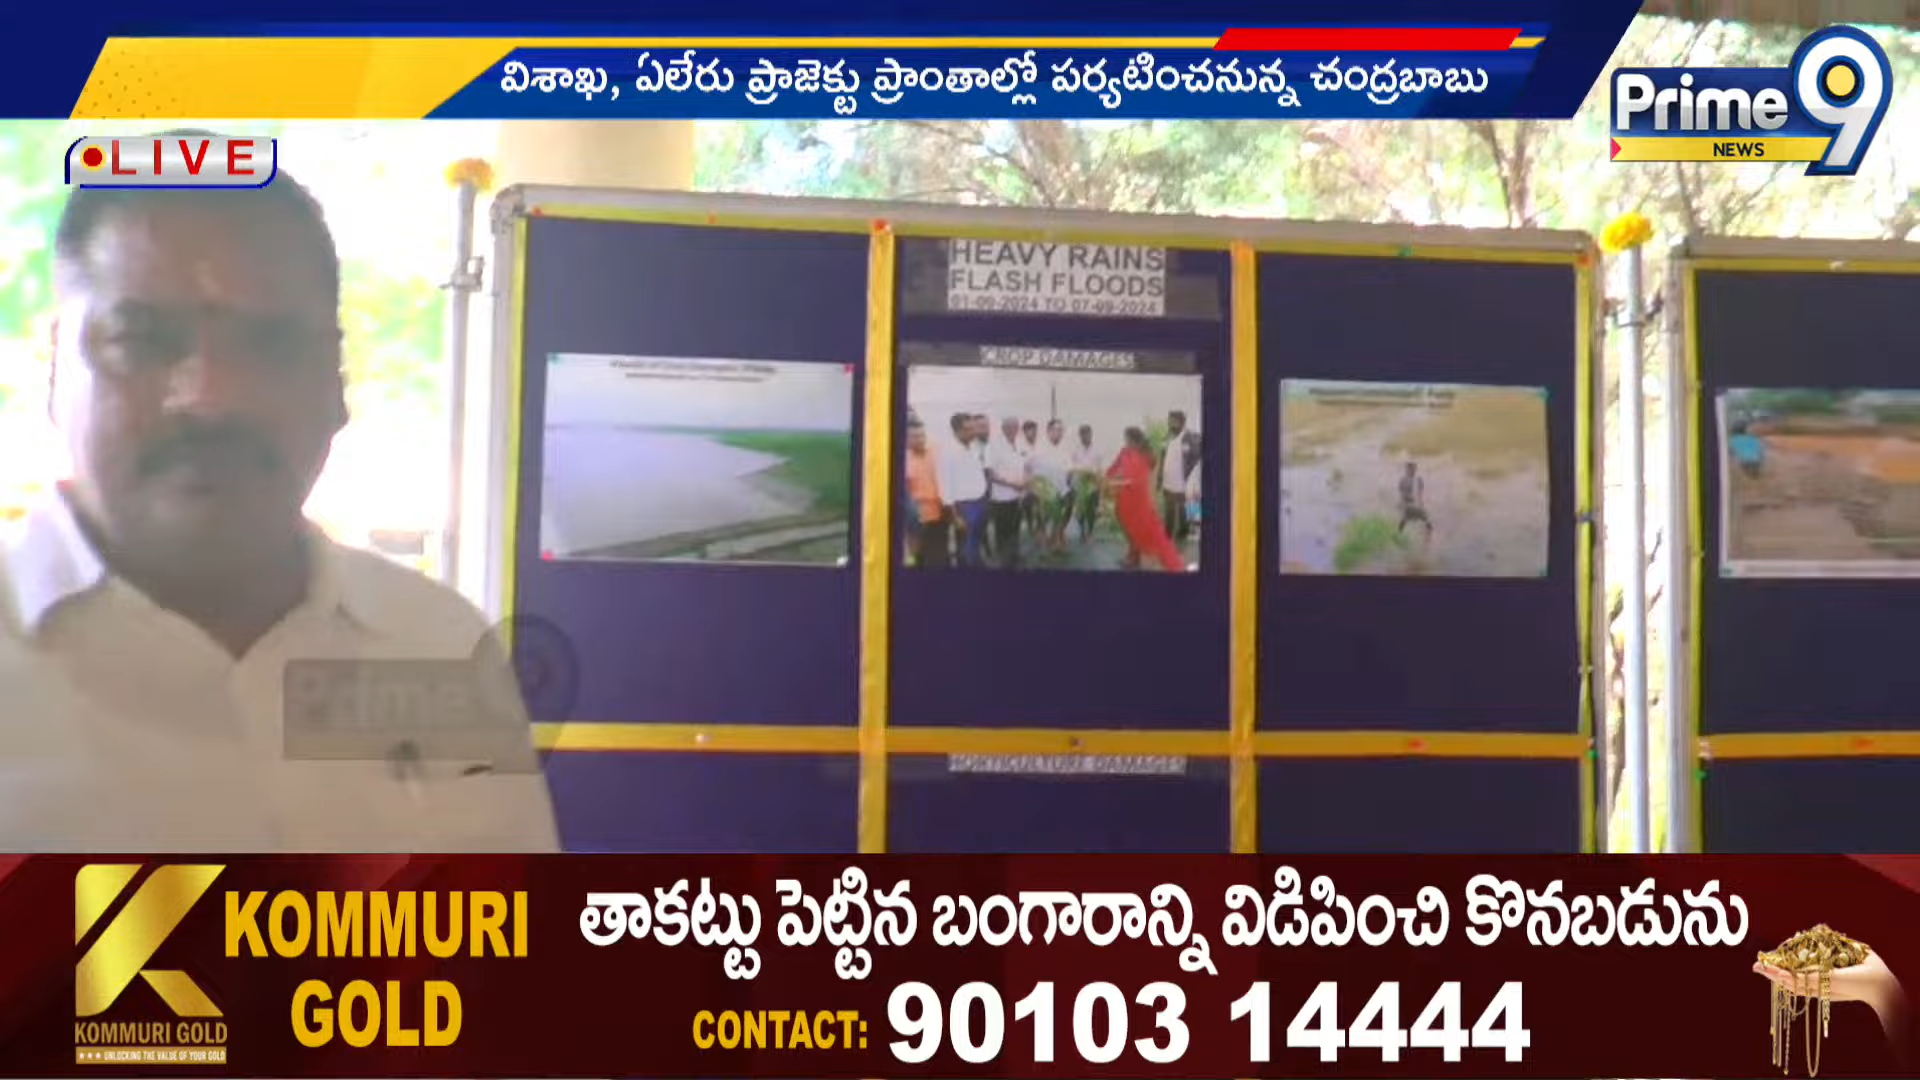 విశాఖ, ఏలేరు ప్రాజెక్టు ప్రాంతాల్లో పర్యటించనున్న చంద్రబాబు
Prime9
NEWS
LIVE
HEAVY RAINS
FLASH FLOODS
01-09-2024 TO 07-09-2024
CROP DAMAGES
Prime9
HORTICULTURE DAMAGES
KOMMURI
GOLD
KOMMURI GOLD
UNLOCKING THE VALUE OF YOUR GOLD
తాకట్టు పెట్టిన బంగారాన్ని విడిపించి కొనబడును
CONTACT: 90103 14444